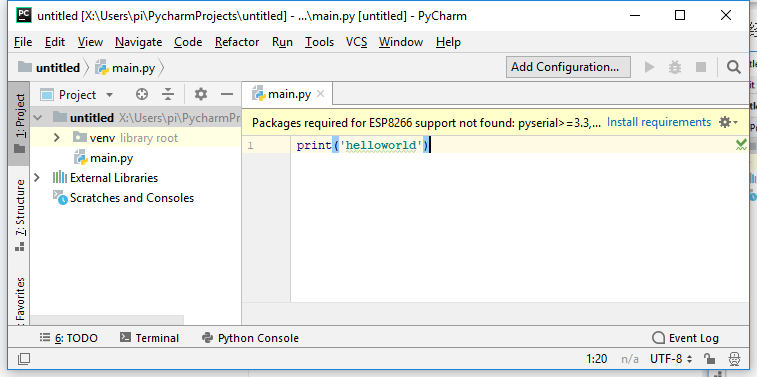 PC untitled [X:\Users\pi\PycharmProjects\untitled] - ...\main.py [untitled] - PyCharm
File Edit View Navigate Code Refactor Run Tools VCS Window Help
untitled main.py Add Configuration...
1: Project
Project
main.py
untitled X:\Users\pi\PycharmPr
venv library root
main.py
External Libraries
Scratches and Consoles
7: Structure
Favorites
Packages required for ESP8266 support not found: pyserial>=3.3,... Install requirements
1 print('helloworld')
6: TODO Terminal Python Console Event Log
1:20 n/a UTF-8